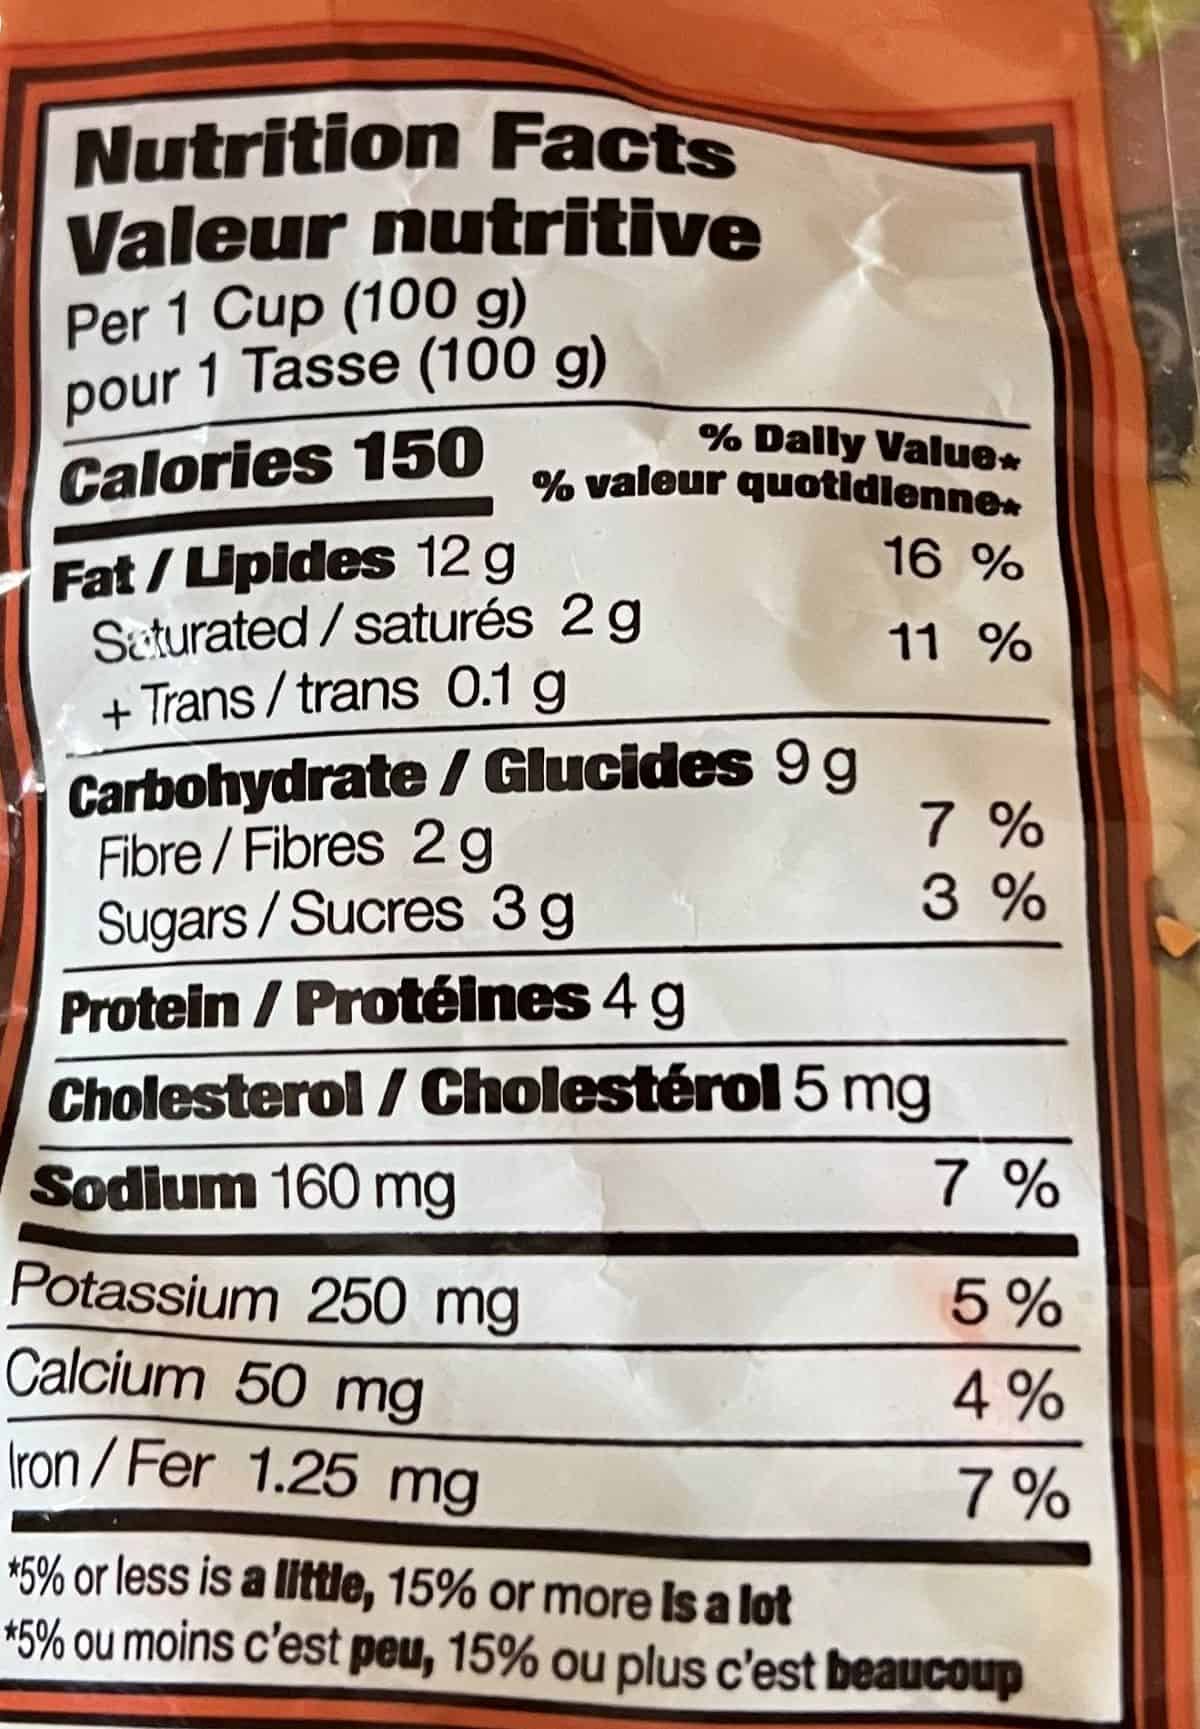 Nutrition Facts
Valeur nutritive
Per 1 Cup (100 g)
pour 1 Tasse (100 g)
Calories 150
% Daily Value*
% valeur quotidienne*
Fat / Lipides 12 g 16 %
Saturated / saturés 2 g 11 %
+ Trans / trans 0.1 g
Carbohydrate / Glucides 9 g
Fibre / Fibres 2 g 7 %
Sugars / Sucres 3 g 3 %
Protein / Protéines 4 g
Cholesterol / Cholestérol 5 mg
Sodium 160 mg 7 %
Potassium 250 mg 5 %
Calcium 50 mg 4 %
Iron / Fer 1.25 mg 7 %
*5% or less is a little, 15% or more is a lot
*5% ou moins c'est peu, 15% ou plus c'est beaucoup